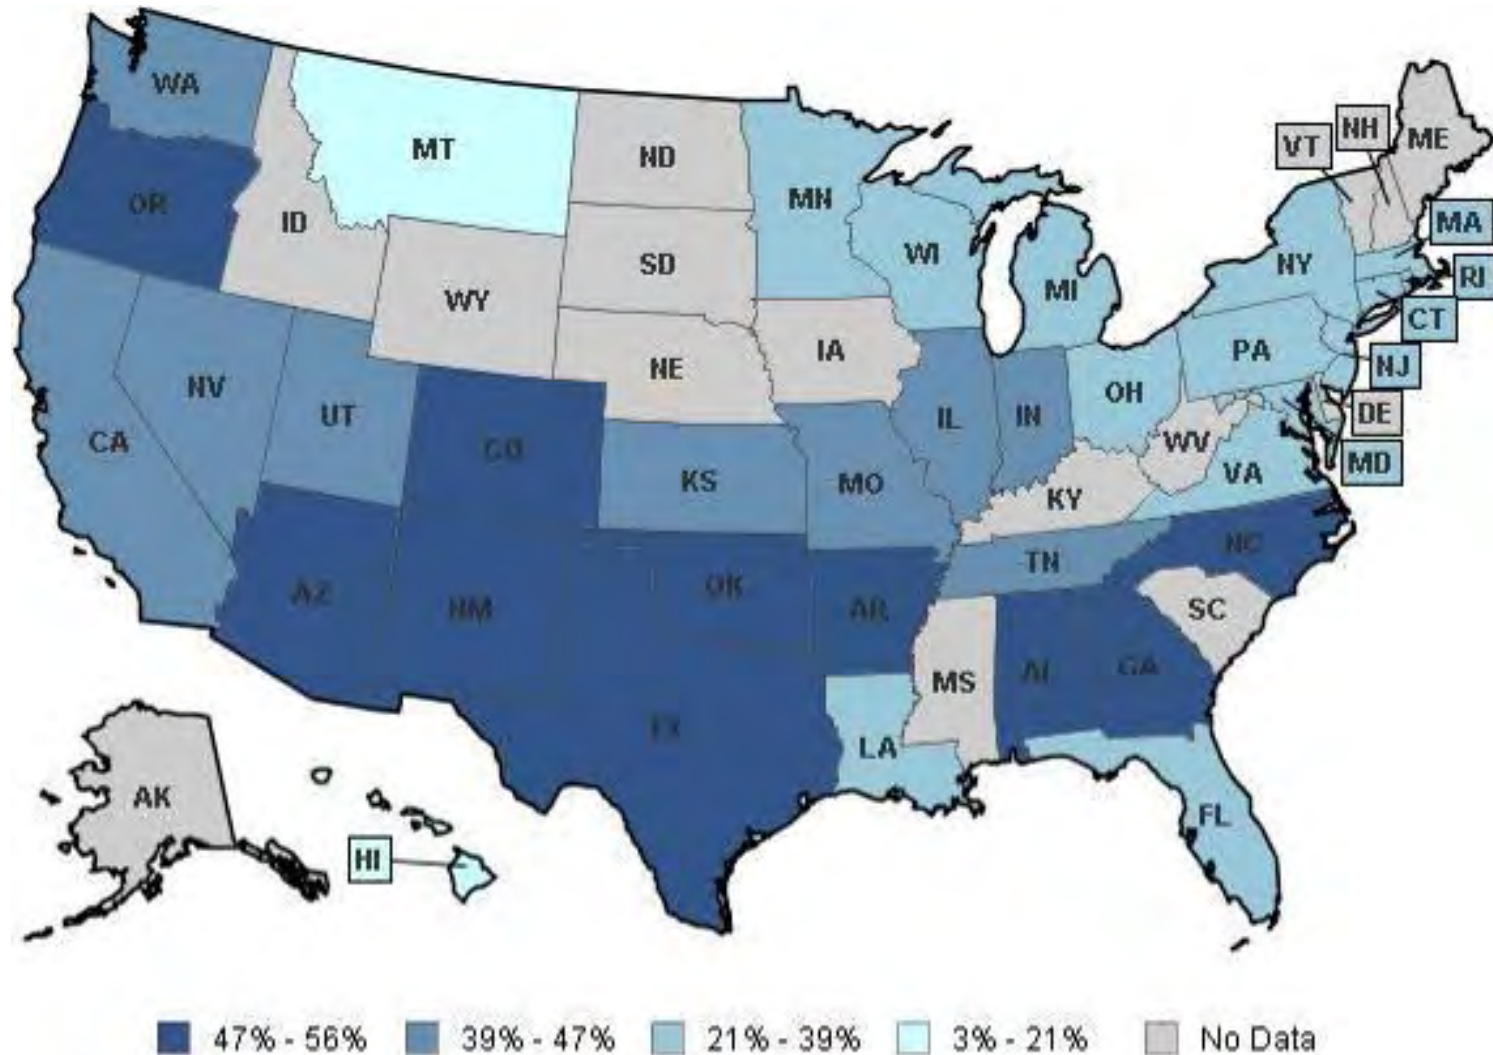 WA
MT
ND
MN
VT
NH
ME
OR
ID
SD
WI
MI
NY
MA
RI
WY
CT
IA
PA
NJ
NV
NE
OH
DE
CA
UT
CO
IL
IN
WV
MD
KS
MO
VA
KY
NC
TN
AZ
NM
OK
AR
SC
MS
AL
GA
TX
LA
AK
FL
HI
47% - 56% 39% - 47% 21% - 39% 3% - 21% No Data